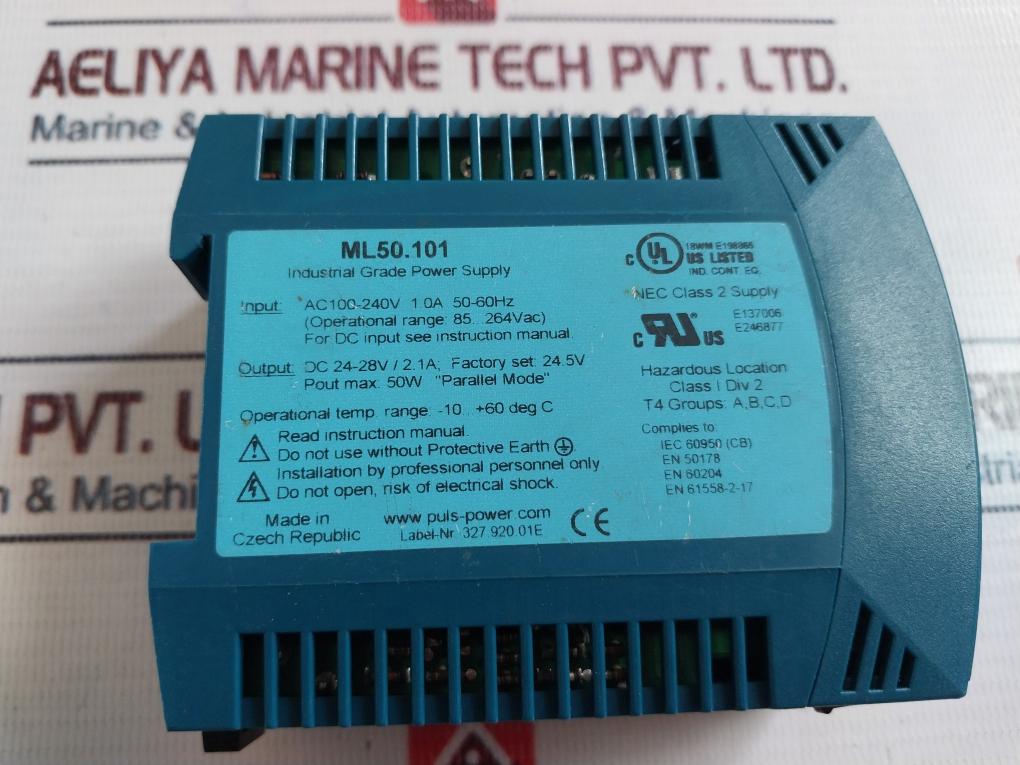 AELIYA MARINE TECH PVT. LTD.
Marine &
ML50.101
Industrial Grade Power Supply
Input: AC100-240V 1.0A 50-60Hz
(Operational range: 85...264Vac)
For DC input see instruction manual.
Output: DC 24-28V / 2.1A; Factory set: 24.5V
Pout max: 50W "Parallel Mode"
Operational temp. range: -10...+60 deg C
Read instruction manual.
Do not use without Protective Earth
Installation by professional personnel only.
Do not open, risk of electrical shock.
Made in
Czech Republic
www.puls-power.com
Label-Nr. 327.920.01E
CE
C UL 18WM E198865
US LISTED
IND. CONT. EQ.
NEC Class 2 Supply
C RU ® US E137006
E246877
Hazardous Location
Class I Div 2
T4 Groups: A,B,C,D
Complies to:
IEC 60950 (CB)
EN 50178
EN 60204
EN 61558-2-17
PVT.
& Machi